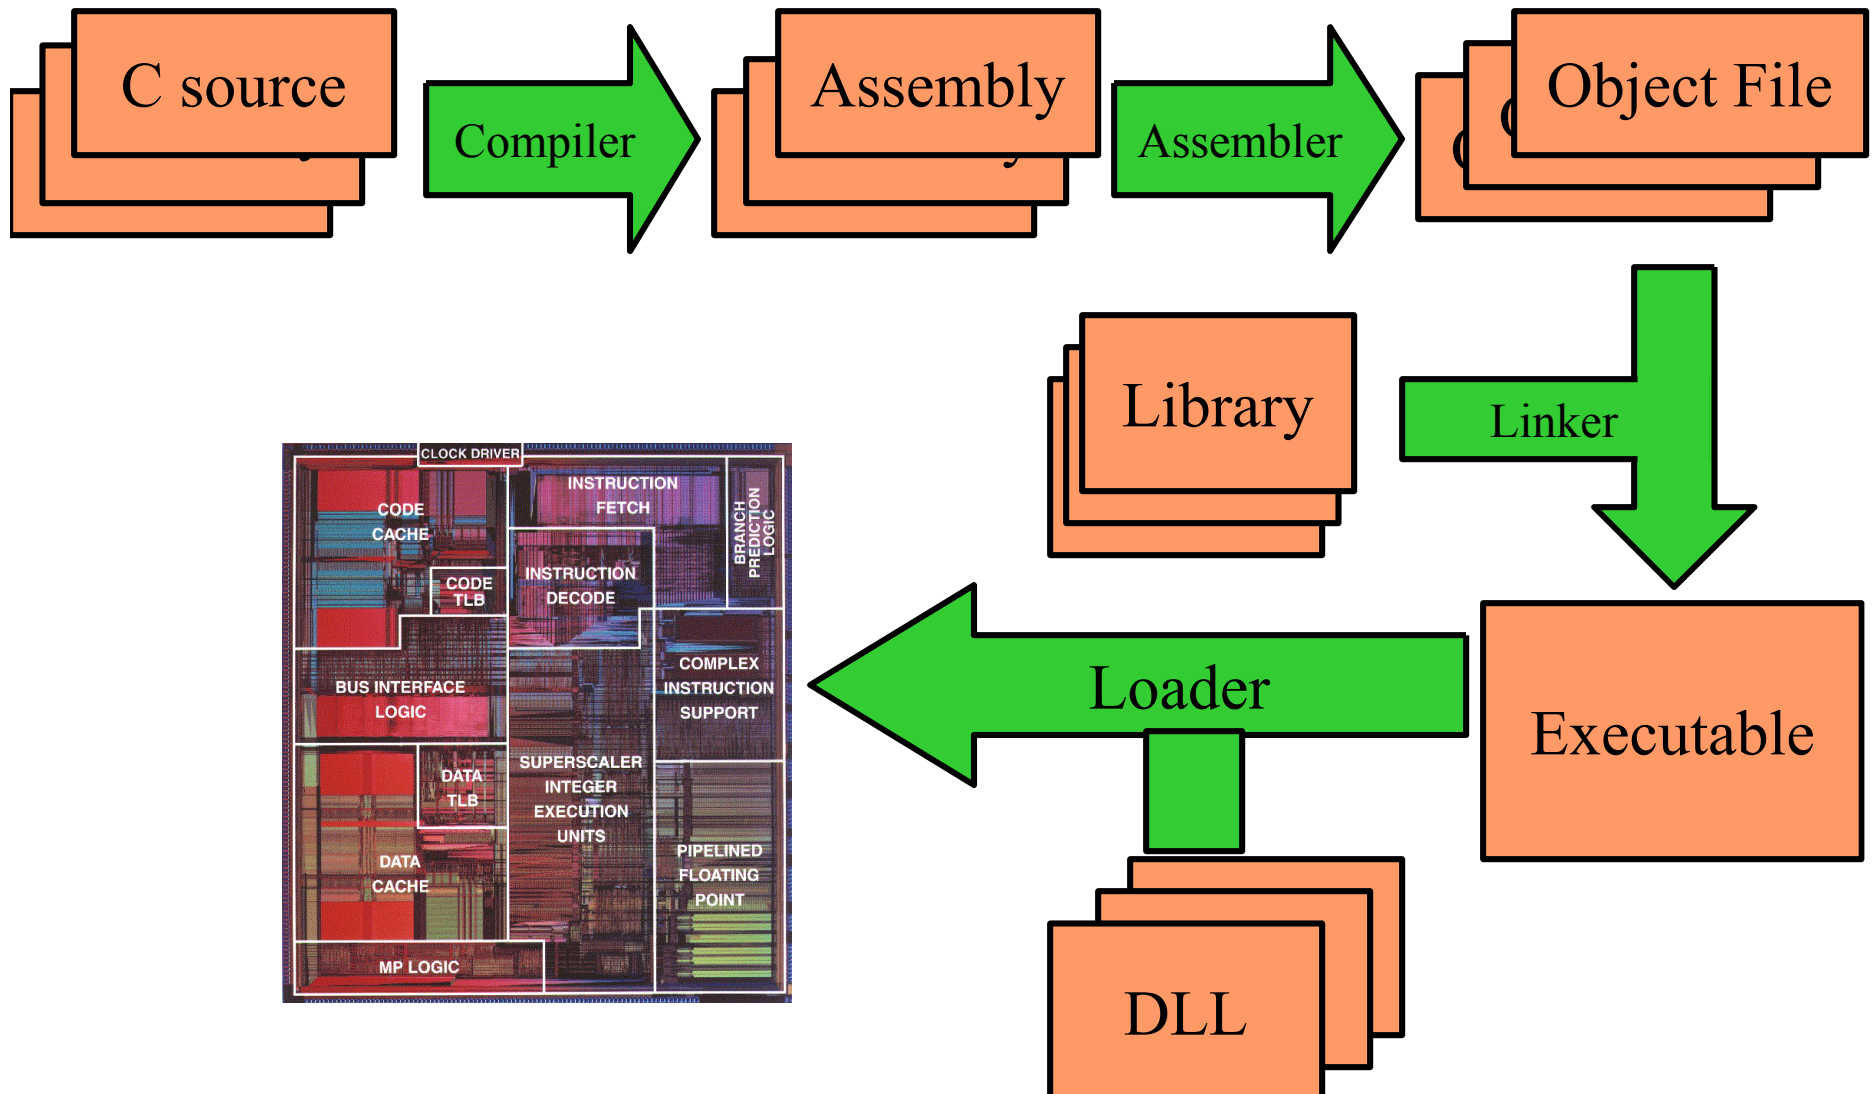 C source
Compiler
Assembly
Assembler
Object File
Library
Linker
CLOCK DRIVER
CODE
CACHE
INSTRUCTION
FETCH
BRANCH
PREDICTION
LOGIC
CODE
TLB
INSTRUCTION
DECODE
BUS INTERFACE
LOGIC
COMPLEX
INSTRUCTION
SUPPORT
DATA
TLB
SUPERSCALER
INTEGER
EXECUTION
UNITS
DATA
CACHE
PIPELINED
FLOATING
POINT
MP LOGIC
Loader
Executable
DLL